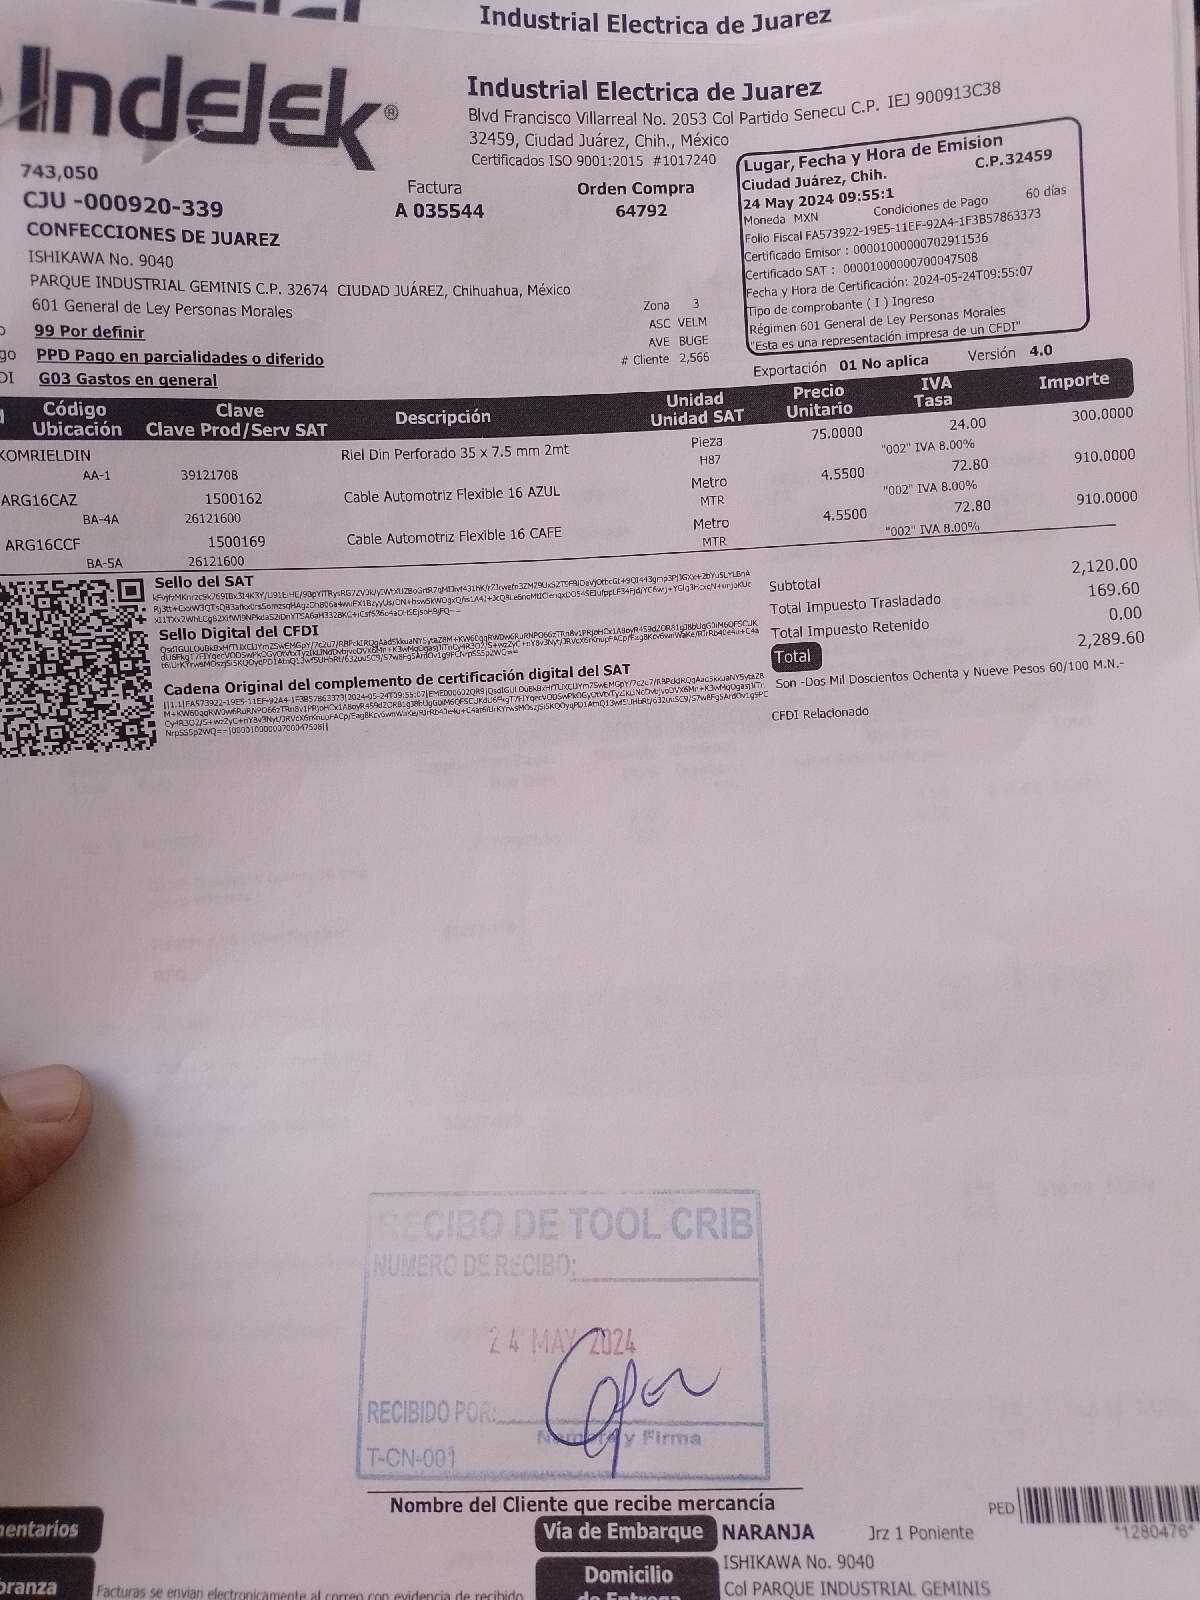 Industrial Electrica de Juarez
Indelek®
Industrial Electrica de Juarez
Blvd Francisco Villarreal No. 2053 Col Partido Senecu C.P. IEJ 900913C38
32459, Ciudad Juárez, Chih., México
Certificados ISO 9001:2015 #1017240
743,050
CJU -000920-339
Factura
A 035544
Orden Compra
64792
CONFECCIONES DE JUAREZ
ISHIKAWA No. 9040
PARQUE INDUSTRIAL GEMINIS C.P. 32674 CIUDAD JUÁREZ, Chihuahua, México
601 General de Ley Personas Morales
99 Por definir
go PPD Pago en parcialidades o diferido
DI G03 Gastos en general
Zona 3
ASC VELM
AVE BUGE
# Cliente 2,566
Lugar, Fecha y Hora de Emision
Ciudad Juárez, Chih. C.P.32459
24 May 2024 09:55:1
Moneda MXN Condiciones de Pago 60 días
Folio Fiscal FA573922-19E5-11EF-92A4-1F3B57863373
Certificado Emisor : 00001000000702911536
Certificado SAT : 00001000000700047508
Fecha y Hora de Certificación: 2024-05-24T09:55:07
Tipo de comprobante ( I ) Ingreso
Régimen 601 General de Ley Personas Morales
"Esta es una representación impresa de un CFDI"
Exportación 01 No aplica Versión 4.0
Código Clave Descripción Unidad Precio IVA Importe
Ubicación Clave Prod/Serv SAT Unidad SAT Unitario Tasa
KOMRIELDIN Riel Din Perforado 35 x 7.5 mm 2mt Pieza 75.0000 24.00 300.0000
AA-1 39121708 H87 "002" IVA 8.00%
ARG16CAZ 1500162 Cable Automotriz Flexible 16 AZUL Metro 4.5500 72.80 910.0000
BA-4A 26121600 MTR "002" IVA 8.00%
ARG16CCF 1500169 Cable Automotriz Flexible 16 CAFE Metro 4.5500 72.80 910.0000
BA-5A 26121600 MTR "002" IVA 8.00%
Sello del SAT
Sello Digital del CFDI
Cadena Original del complemento de certificación digital del SAT
Subtotal 2,120.00
Total Impuesto Trasladado 169.60
Total Impuesto Retenido 0.00
Total 2,289.60
Son -Dos Mil Doscientos Ochenta y Nueve Pesos 60/100 M.N.-
CFDI Relacionado
RECIBO DE TOOL CRIB
NUMERO DE RECIBO:
24 MAY 2024
RECIBIDO POR:
Nombre y Firma
T-CN-001
Nombre del Cliente que recibe mercancía
PED
*1280476*
mentarios
Vía de Embarque NARANJA Jrz 1 Poniente
branza
Facturas se envian electronicamente al correo con evidencia de recibido
Domicilio ISHIKAWA No. 9040
de Entrega Col PARQUE INDUSTRIAL GEMINIS